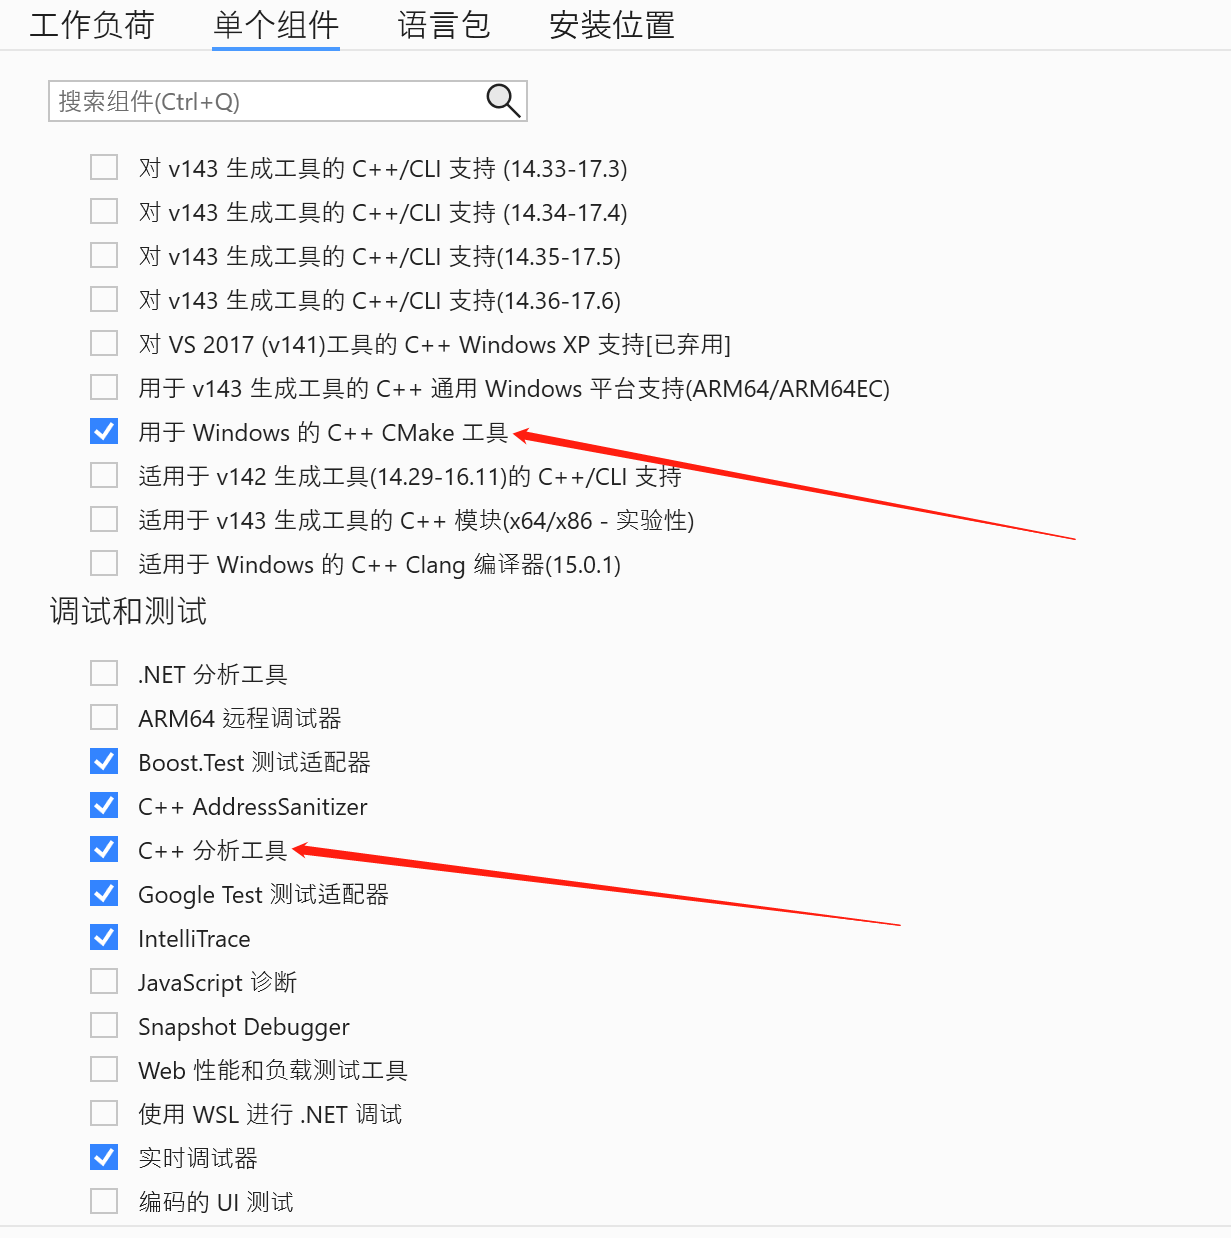 工作负荷 单个组件 语言包 安装位置
搜索组件(Ctrl+Q)
对 v143 生成工具的 C++/CLI 支持 (14.33-17.3)
对 v143 生成工具的 C++/CLI 支持 (14.34-17.4)
对 v143 生成工具的 C++/CLI 支持(14.35-17.5)
对 v143 生成工具的 C++/CLI 支持(14.36-17.6)
对 VS 2017 (v141)工具的 C++ Windows XP 支持[已弃用]
用于 v143 生成工具的 C++ 通用 Windows 平台支持(ARM64/ARM64EC)
用于 Windows 的 C++ CMake 工具
适用于 v142 生成工具(14.29-16.11)的 C++/CLI 支持
适用于 v143 生成工具的 C++ 模块(x64/x86 - 实验性)
适用于 Windows 的 C++ Clang 编译器(15.0.1)
调试和测试
.NET 分析工具
ARM64 远程调试器
Boost.Test 测试适配器
C++ AddressSanitizer
C++ 分析工具
Google Test 测试适配器
IntelliTrace
JavaScript 诊断
Snapshot Debugger
Web 性能和负载测试工具
使用 WSL 进行 .NET 调试
实时调试器
编码的 UI 测试